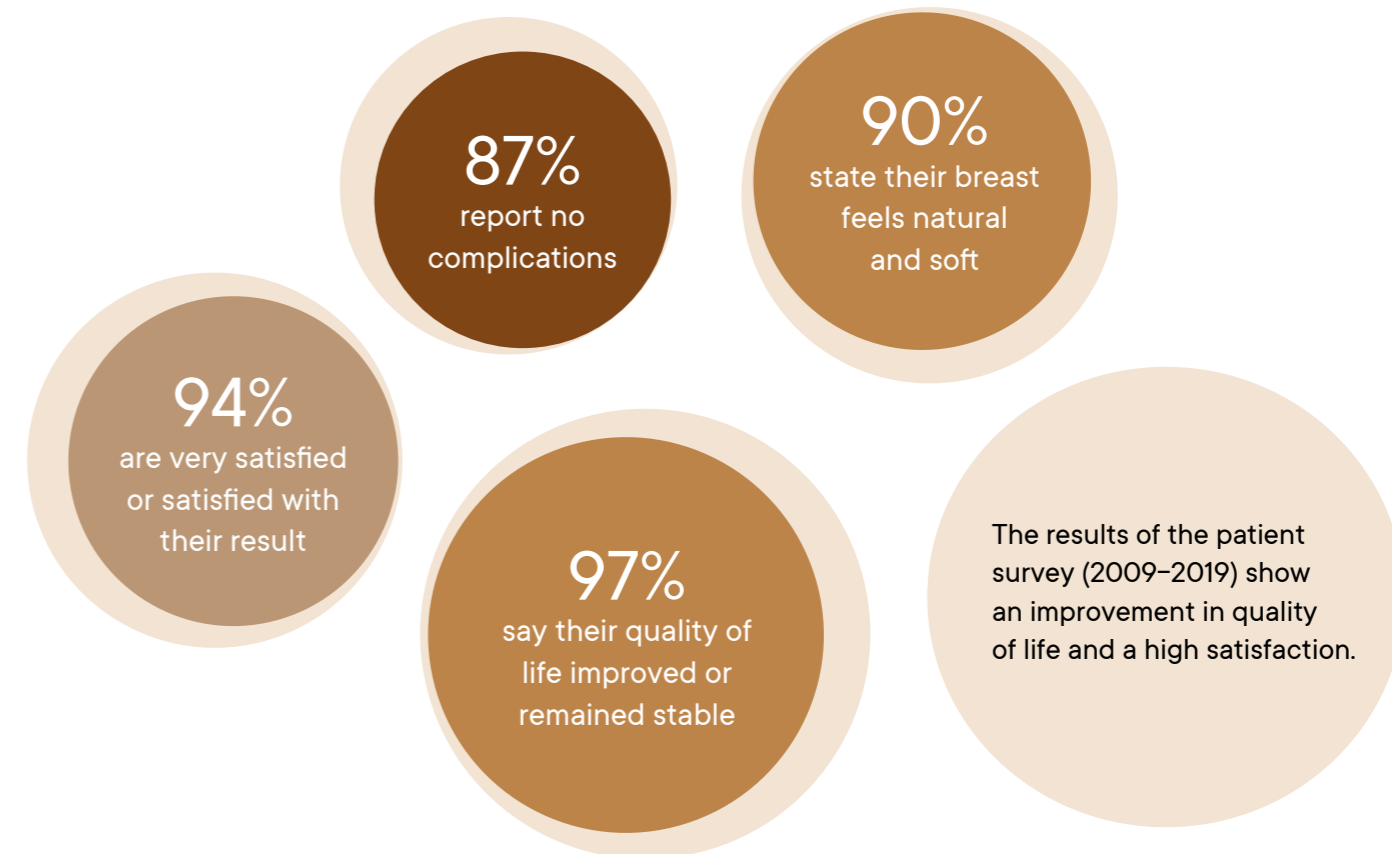 87%
report no
complications
90%
state their breast
feels natural
and soft
94%
are very satisfied
or satisfied with
their result
97%
say their quality of
life improved or
remained stable
The results of the patient
survey (2009–2019) show
an improvement in quality
of life and a high satisfaction.